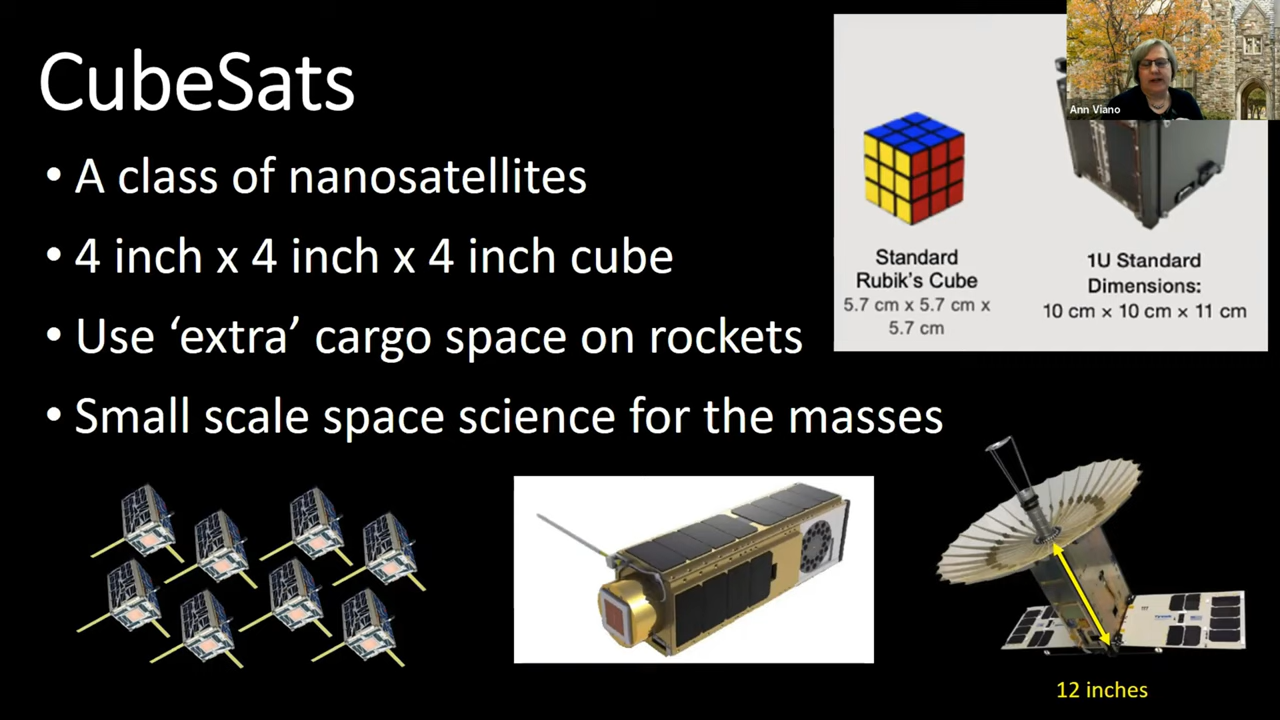 CubeSats
• A class of nanosatellites
• 4 inch x 4 inch x 4 inch cube
• Use ‘extra’ cargo space on rockets
• Small scale space science for the masses
Ann Viano
Standard
Rubik's Cube
5.7 cm x 5.7 cm x
5.7 cm
1U Standard
Dimensions:
10 cm × 10 cm × 11 cm
12 inches